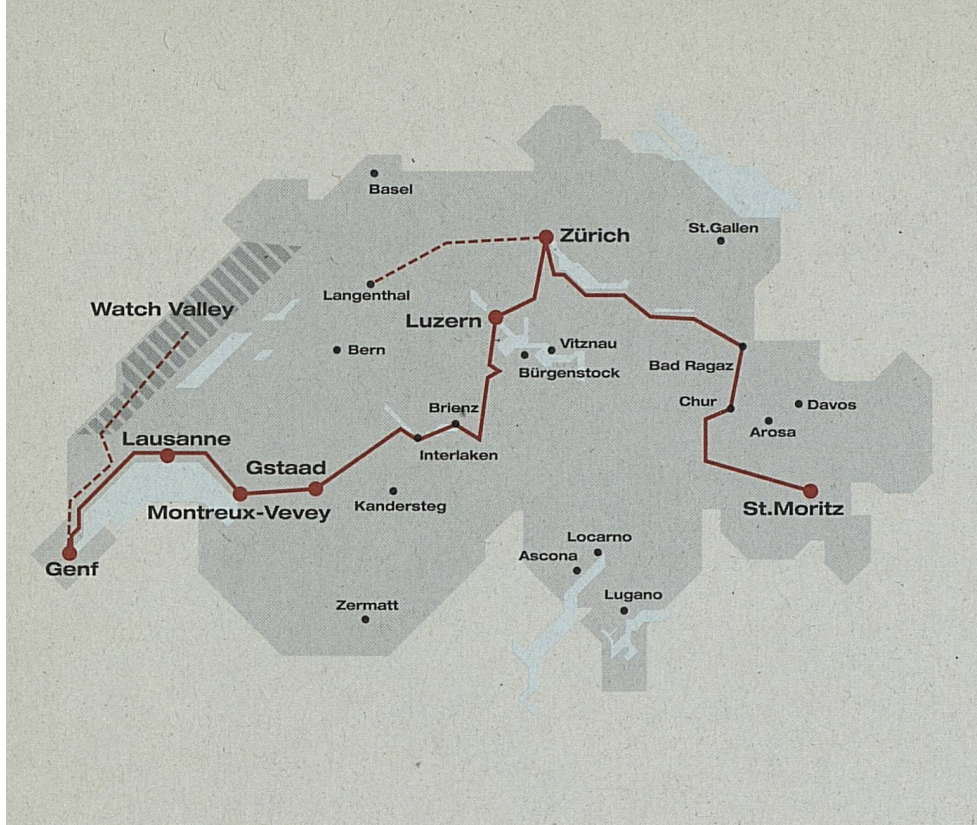 Basel
St.Gallen
Zürich
Langenthal
Watch Valley
Luzern
Vitznau
Bern
Bürgenstock
Bad Ragaz
Chur
Davos
Brienz
Arosa
Lausanne
Interlaken
Gstaad
Kandersteg
Montreux-Vevey
St.Moritz
Locarno
Ascona
Genf
Lugano
Zermatt